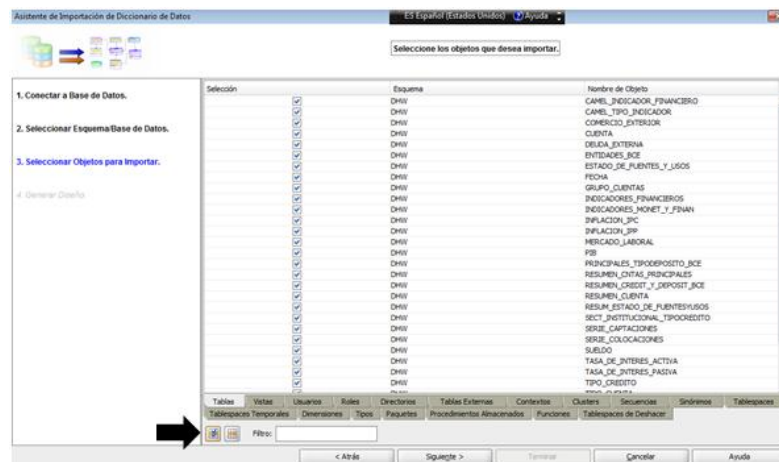 Asistente de Importación de Diccionario de Datos
ES Español (Estados Unidos) Ayuda
Seleccione los objetos que desea importar.
1. Conectar a Base de Datos.
2. Seleccionar Esquema/Base de Datos.
3. Seleccionar Objetos para Importar.
4. Generar Diseño.
Selección Esquema Nombre de Objeto
DHW CAMEL_INDICADOR_FINANCIERO
DHW CAMEL_TIPO_INDICADOR
DHW COMERCIO_EXTERIOR
DHW CUENTA
DHW DEUDA_EXTERNA
DHW ENTIDADES_BCE
DHW ESTADO_DE_FUENTES_Y_USOS
DHW FECHA
DHW GRUPO_CUENTAS
DHW INDICADORES_FINANCIEROS
DHW INDICADORES_MONET_Y_FINAN
DHW INFLACION_IPC
DHW INFLACION_IPP
DHW MERCADO_LABORAL
DHW PIB
DHW PRINCIPALES_TIPODEPOSITO_BCE
DHW RESUMEN_CNTAS_PRINCIPALES
DHW RESUMEN_CREDIT_Y_DEPOSIT_BCE
DHW RESUMEN_CUENTA
DHW RESUM_ESTADO_DE_FUENTESYUSOS
DHW SECT_INSTITUCIONAL_TIPOCREDITO
DHW SERIE_CAPTACIONES
DHW SERIE_COLOCACIONES
DHW SUELDO
DHW TASA_DE_INTERES_ACTIVA
DHW TASA_DE_INTERES_PASIVA
DHW TIPO_CREDITO
Tablas Vistas Usuarios Roles Directorios Tablas Externas Contextos Clusters Secuencias Sinónimos Tablespaces
Tablespaces Temporales Dimensiones Tipos Paquetes Procedimientos Almacenados Funciones Tablespaces de Deshacer
Filtro:
< Atrás Siguiente > Terminar Cancelar Ayuda